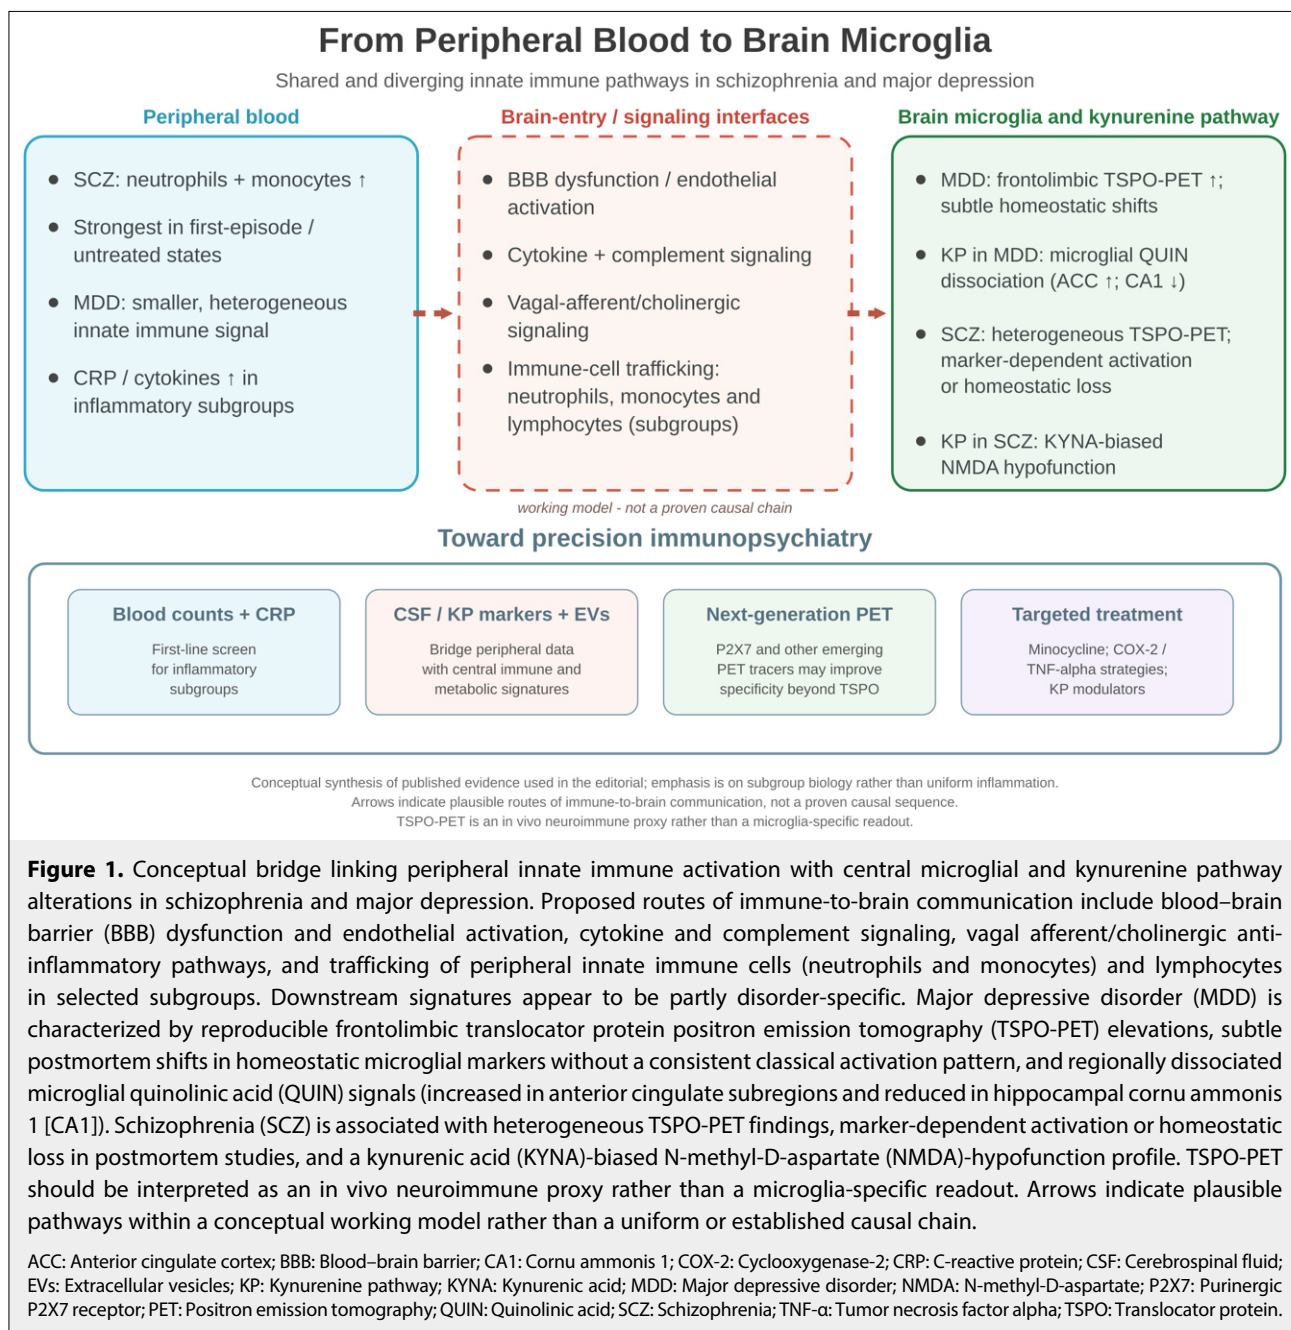 From Peripheral Blood to Brain Microglia
Shared and diverging innate immune pathways in schizophrenia and major depression
Peripheral blood
● SCZ: neutrophils + monocytes ↑
● Strongest in first-episode /
untreated states
● MDD: smaller, heterogeneous
innate immune signal
● CRP / cytokines ↑ in
inflammatory subgroups
Brain-entry / signaling interfaces
● BBB dysfunction / endothelial
activation
● Cytokine + complement signaling
● Vagal-afferent/cholinergic
signaling
● Immune-cell trafficking:
neutrophils, monocytes and
lymphocytes (subgroups)
Brain microglia and kynurenine pathway
● MDD: frontolimbic TSPO-PET ↑;
subtle homeostatic shifts
● KP in MDD: microglial QUIN
dissociation (ACC ↑; CA1 ↓)
● SCZ: heterogeneous TSPO-PET;
marker-dependent activation
or homeostatic loss
● KP in SCZ: KYNA-biased
NMDA hypofunction
working model - not a proven causal chain
Toward precision immunopsychiatry
Blood counts + CRP
First-line screen
for inflammatory
subgroups
CSF / KP markers + EVs
Bridge peripheral data
with central immune and
metabolic signatures
Next-generation PET
P2X7 and other emerging
PET tracers may improve
specificity beyond TSPO
Targeted treatment
Minocycline; COX-2 /
TNF-alpha strategies;
KP modulators
Conceptual synthesis of published evidence used in the editorial; emphasis is on subgroup biology rather than uniform inflammation.
Arrows indicate plausible routes of immune-to-brain communication, not a proven causal sequence.
TSPO-PET is an in vivo neuroimmune proxy rather than a microglia-specific readout.
Figure 1. Conceptual bridge linking peripheral innate immune activation with central microglial and kynurenine pathway
alterations in schizophrenia and major depression. Proposed routes of immune-to-brain communication include blood–brain
barrier (BBB) dysfunction and endothelial activation, cytokine and complement signaling, vagal afferent/cholinergic anti-
inflammatory pathways, and trafficking of peripheral innate immune cells (neutrophils and monocytes) and lymphocytes
in selected subgroups. Downstream signatures appear to be partly disorder-specific. Major depressive disorder (MDD) is
characterized by reproducible frontolimbic translocator protein positron emission tomography (TSPO-PET) elevations, subtle
postmortem shifts in homeostatic microglial markers without a consistent classical activation pattern, and regionally dissociated
microglial quinolinic acid (QUIN) signals (increased in anterior cingulate subregions and reduced in hippocampal cornu ammonis
1 [CA1]). Schizophrenia (SCZ) is associated with heterogeneous TSPO-PET findings, marker-dependent activation or homeostatic
loss in postmortem studies, and a kynurenic acid (KYNA)-biased N-methyl-D-aspartate (NMDA)-hypofunction profile. TSPO-PET
should be interpreted as an in vivo neuroimmune proxy rather than a microglia-specific readout. Arrows indicate plausible
pathways within a conceptual working model rather than a uniform or established causal chain.
ACC: Anterior cingulate cortex; BBB: Blood–brain barrier; CA1: Cornu ammonis 1; COX-2: Cyclooxygenase-2; CRP: C-reactive protein; CSF: Cerebrospinal fluid;
EVs: Extracellular vesicles; KP: Kynurenine pathway; KYNA: Kynurenic acid; MDD: Major depressive disorder; NMDA: N-methyl-D-aspartate; P2X7: Purinergic
P2X7 receptor; PET: Positron emission tomography; QUIN: Quinolinic acid; SCZ: Schizophrenia; TNF-α: Tumor necrosis factor alpha; TSPO: Translocator protein.